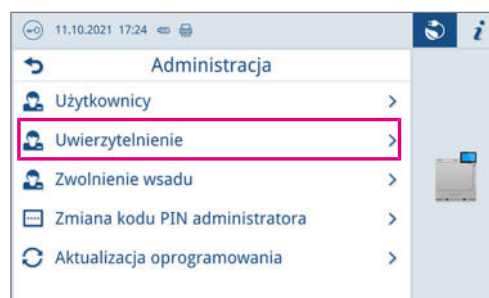 11.10.2021 17:24
Administracja
Użytkownicy
Uwierzytelnienie
Zwolnienie wsadu
Zmiana kodu PIN administratora
Aktualizacja oprogramowania